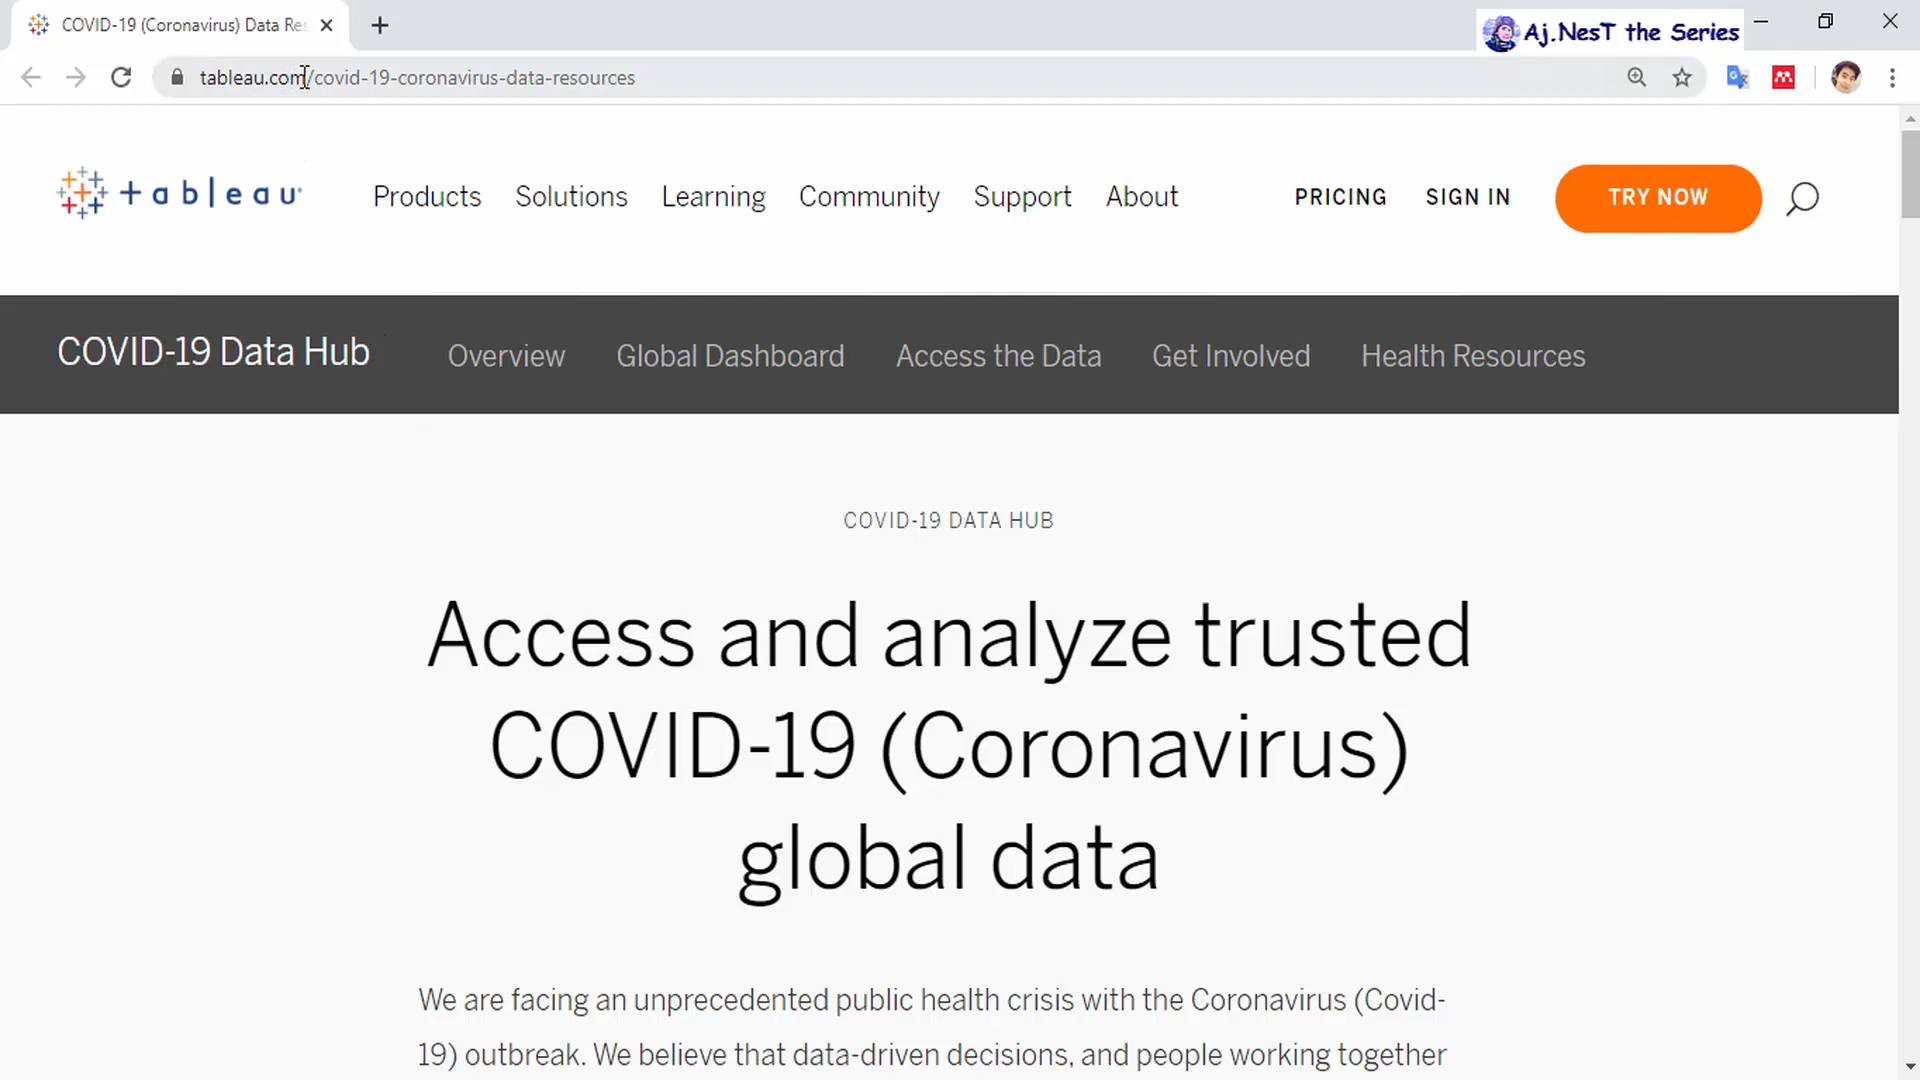 COVID-19 (Coronavirus) Data Res
Aj.NesT the Series
tableau.com/covid-19-coronavirus-data-resources
tableau
Products
Solutions
Learning
Community
Support
About
PRICING
SIGN IN
TRY NOW
COVID-19 Data Hub
Overview
Global Dashboard
Access the Data
Get Involved
Health Resources
COVID-19 DATA HUB
Access and analyze trusted
COVID-19 (Coronavirus)
global data
We are facing an unprecedented public health crisis with the Coronavirus (Covid-
19) outbreak. We believe that data-driven decisions, and people working together